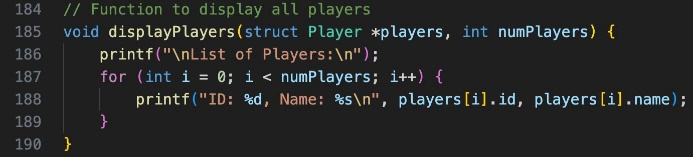 184 // Function to display all players
185 void displayPlayers(struct Player *players, int numPlayers) {
186     printf("\nList of Players:\n");
187     for (int i = 0; i < numPlayers; i++) {
188         printf("ID: %d, Name: %s\n", players[i].id, players[i].name);
189     }
190 }